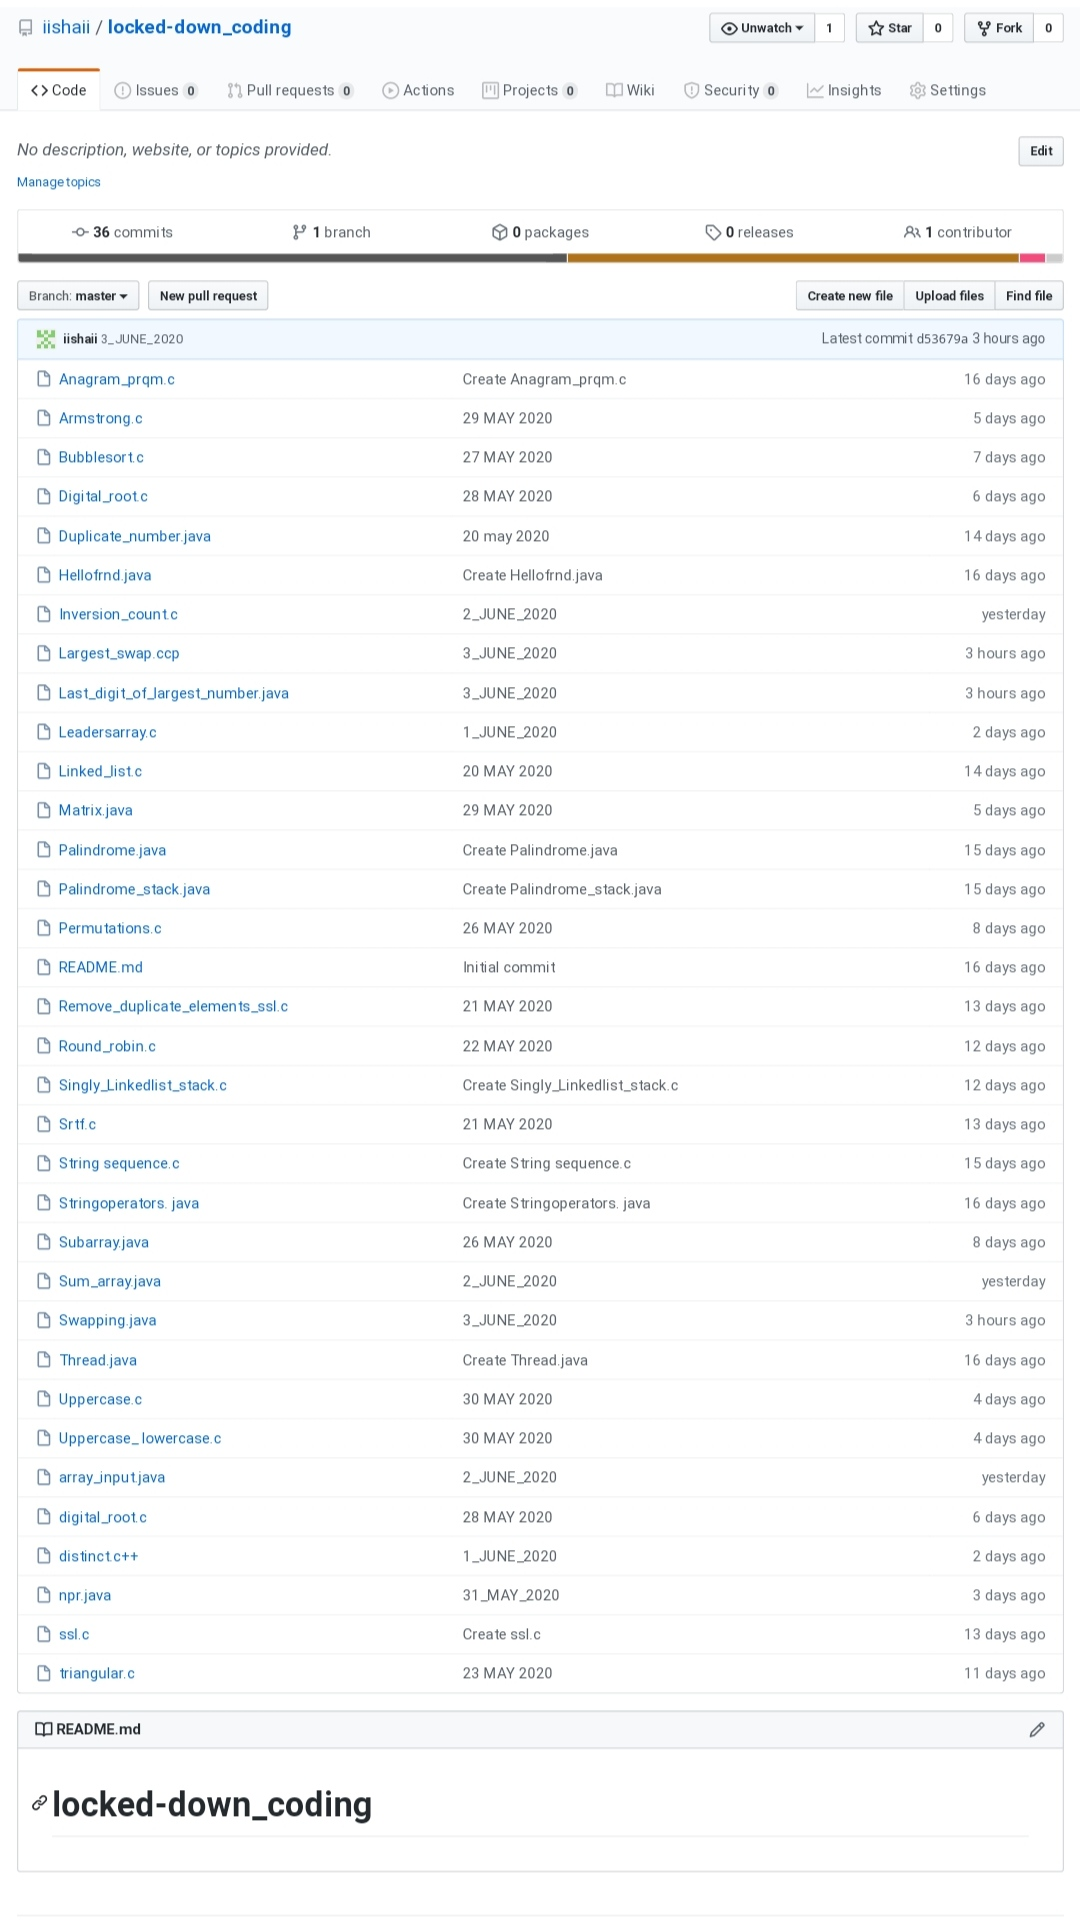 iishaii / locked-down_coding Unwatch 1 Star 0 Fork 0
Code Issues 0 Pull requests 0 Actions Projects 0 Wiki Security 0 Insights Settings
No description, website, or topics provided. Edit
Manage topics
36 commits 1 branch 0 packages 0 releases 1 contributor
Branch: master New pull request Create new file Upload files Find file
iishaii 3_JUNE_2020 Latest commit d53679a 3 hours ago
Anagram_prqm.c Create Anagram_prqm.c 16 days ago
Armstrong.c 29 MAY 2020 5 days ago
Bubblesort.c 27 MAY 2020 7 days ago
Digital_root.c 28 MAY 2020 6 days ago
Duplicate_number.java 20 may 2020 14 days ago
Hellofrnd.java Create Hellofrnd.java 16 days ago
Inversion_count.c 2_JUNE_2020 yesterday
Largest_swap.ccp 3_JUNE_2020 3 hours ago
Last_digit_of_largest_number.java 3_JUNE_2020 3 hours ago
Leadersarray.c 1_JUNE_2020 2 days ago
Linked_list.c 20 MAY 2020 14 days ago
Matrix.java 29 MAY 2020 5 days ago
Palindrome.java Create Palindrome.java 15 days ago
Palindrome_stack.java Create Palindrome_stack.java 15 days ago
Permutations.c 26 MAY 2020 8 days ago
README.md Initial commit 16 days ago
Remove_duplicate_elements_ssl.c 21 MAY 2020 13 days ago
Round_robin.c 22 MAY 2020 12 days ago
Singly_Linkedlist_stack.c Create Singly_Linkedlist_stack.c 12 days ago
Srtf.c 21 MAY 2020 13 days ago
String sequence.c Create String sequence.c 15 days ago
Stringoperators. java Create Stringoperators. java 16 days ago
Subarray.java 26 MAY 2020 8 days ago
Sum_array.java 2_JUNE_2020 yesterday
Swapping.java 3_JUNE_2020 3 hours ago
Thread.java Create Thread.java 16 days ago
Uppercase.c 30 MAY 2020 4 days ago
Uppercase_ lowercase.c 30 MAY 2020 4 days ago
array_input.java 2_JUNE_2020 yesterday
digital_root.c 28 MAY 2020 6 days ago
distinct.c++ 1_JUNE_2020 2 days ago
npr.java 31_MAY_2020 3 days ago
ssl.c Create ssl.c 13 days ago
triangular.c 23 MAY 2020 11 days ago
README.md
locked-down_coding